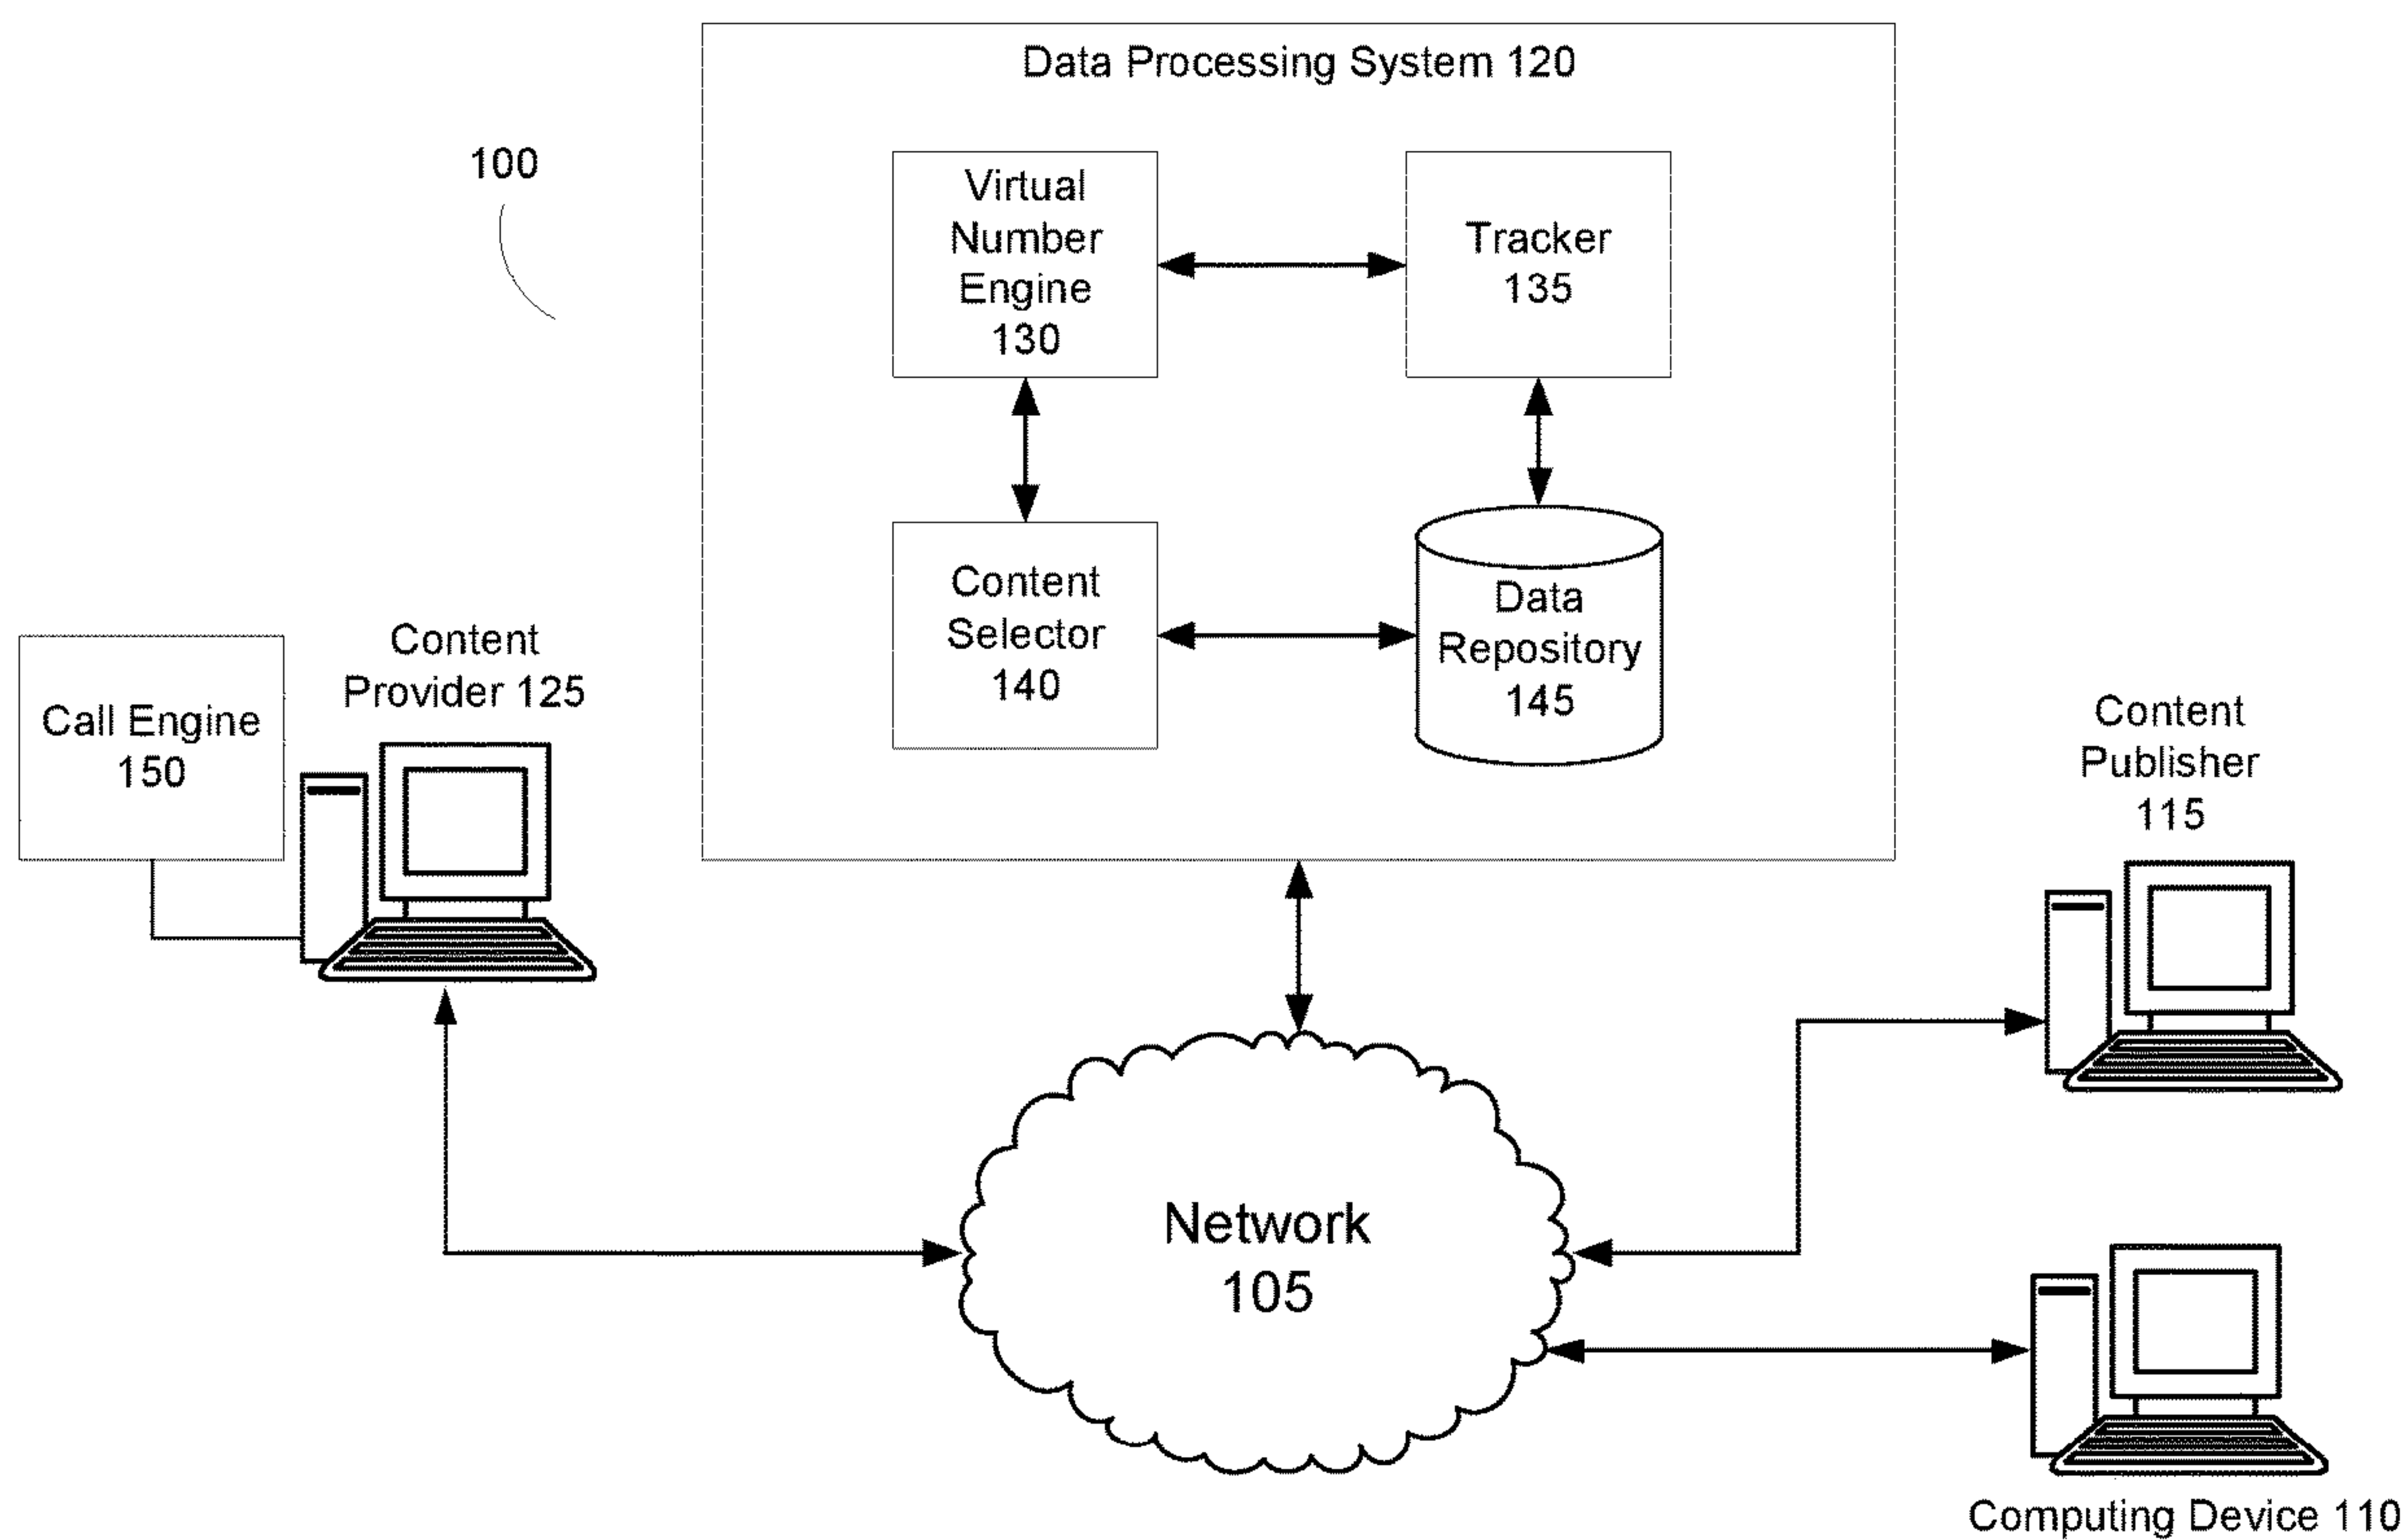 Data Processing System 120
100
Virtual
Number
Engine
130
Tracker
135
Content
Selector
140
Data
Repository
145
Call Engine
150
Content
Provider 125
Content
Publisher
115
Network
105
Computing Device 110